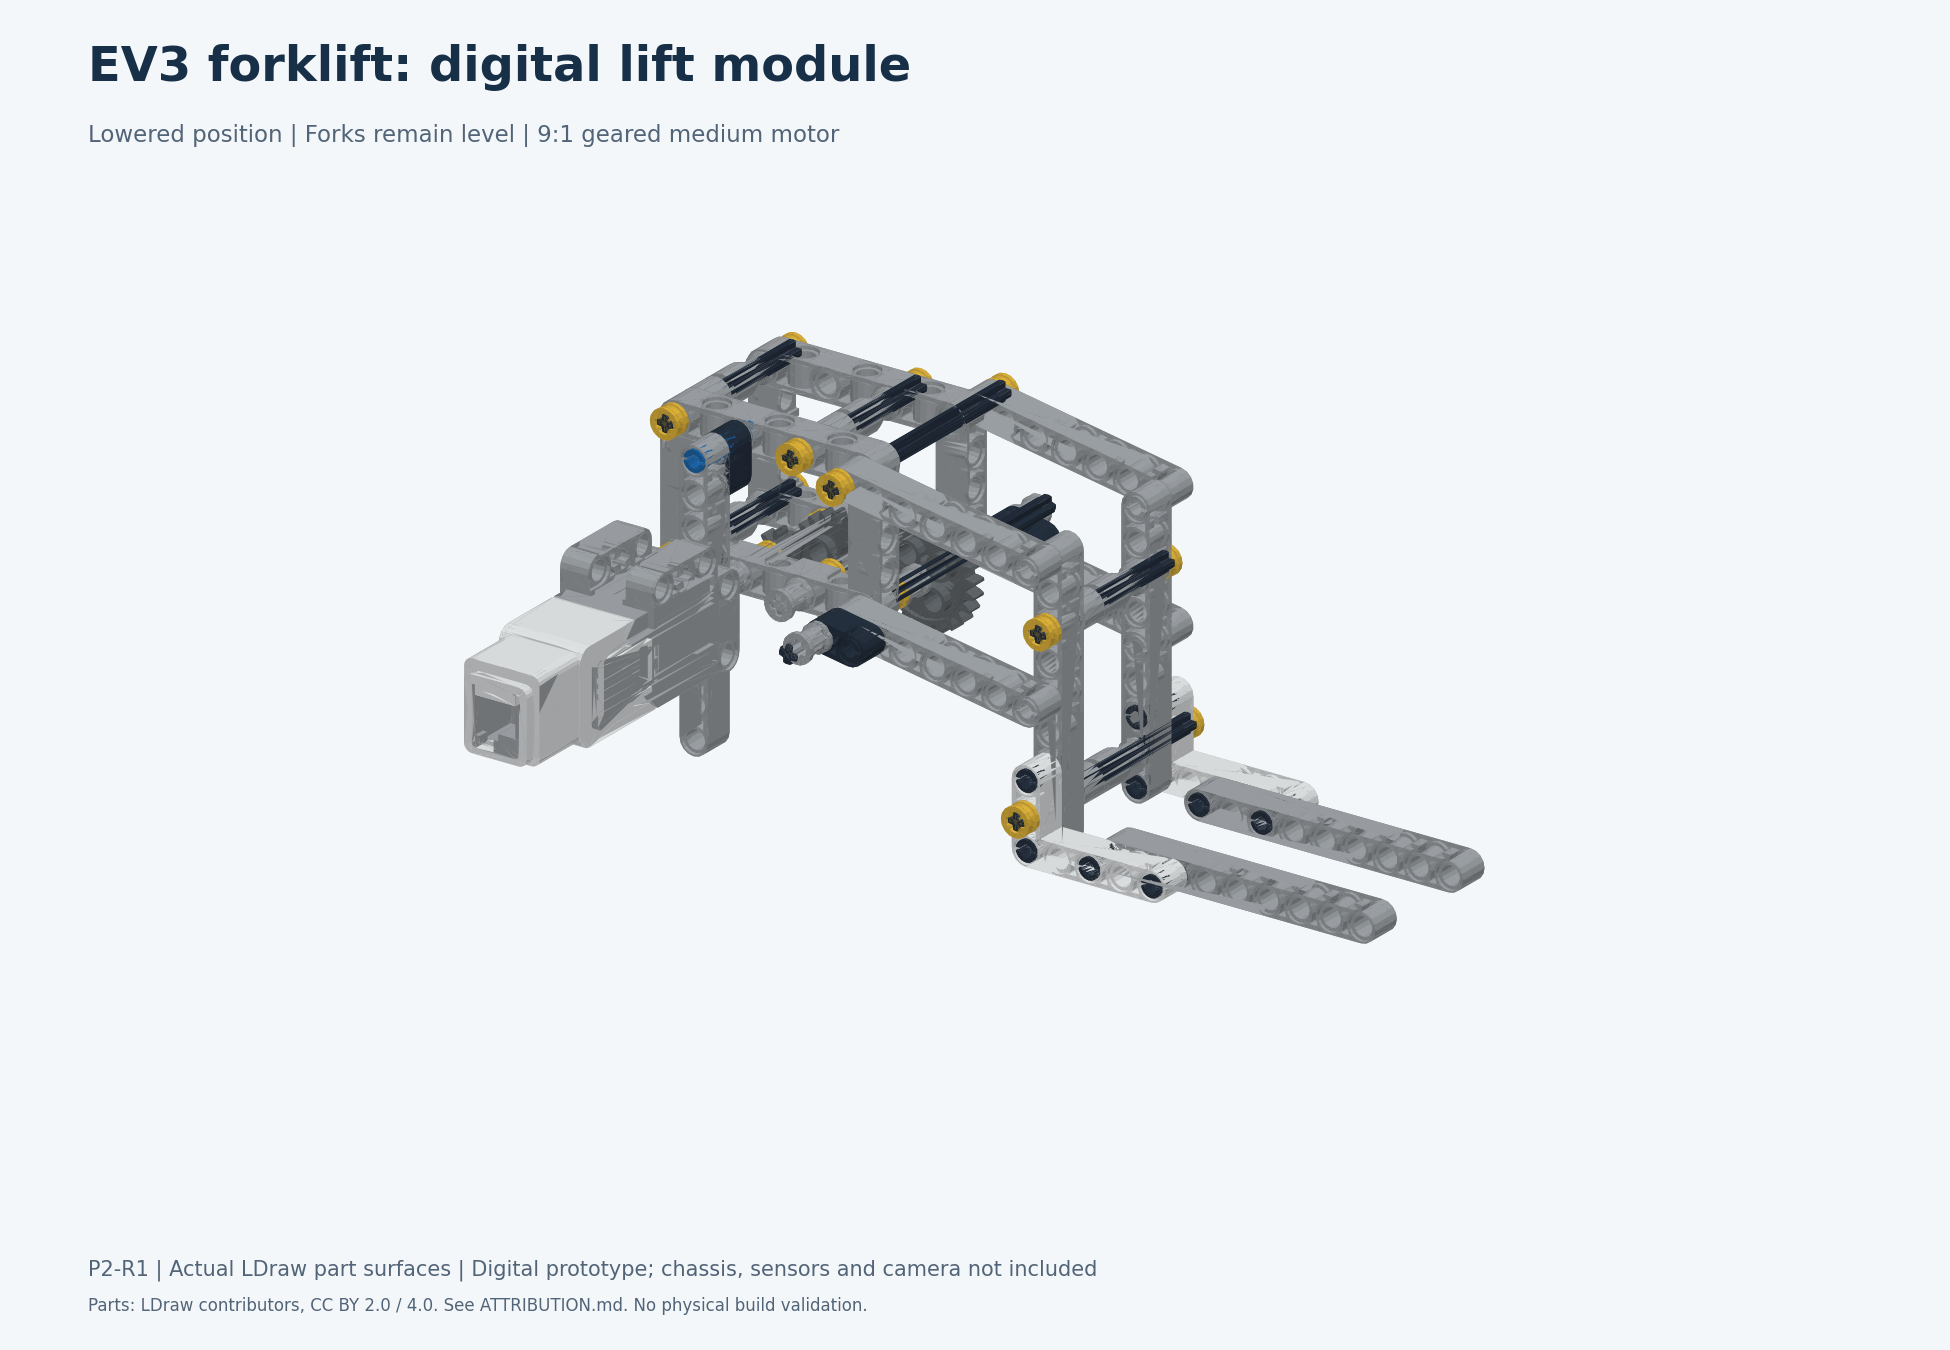 EV3 forklift: digital lift module
Lowered position | Forks remain level | 9:1 geared medium motor
P2-R1 | Actual LDraw part surfaces | Digital prototype; chassis, sensors and camera not included
Parts: LDraw contributors, CC BY 2.0 / 4.0. See ATTRIBUTION.md. No physical build validation.